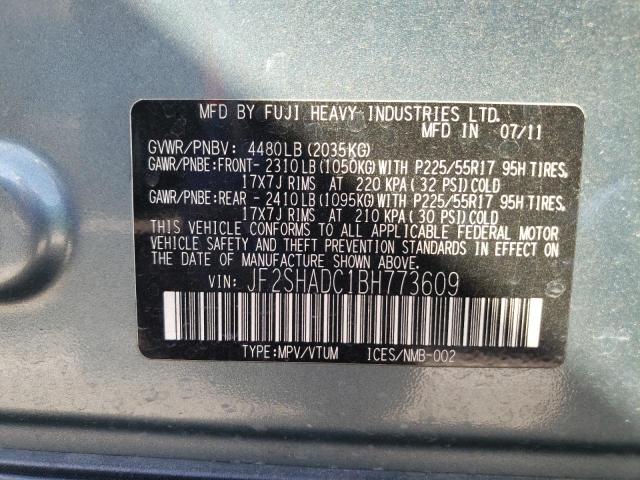 MFD BY FUJI HEAVY INDUSTRIES LTD.
MFD IN 07/11
GVWR/PNBV: 4480LB (2035KG)
GAWR/PNBE:FRONT- 2310LB (1050KG) WITH P225/55R17 95H TIRES,
17X7J RIMS AT 220 KPA ( 32 PSI) COLD
GAWR/PNBE:REAR - 2410LB (1095KG) WITH P225/55R17 95H TIRES,
17X7J RIMS AT 210 KPA ( 30 PSI) COLD
THIS VEHICLE CONFORMS TO ALL APPLICABLE FEDERAL MOTOR
VEHICLE SAFETY AND THEFT PREVENTION STANDARDS IN EFFECT ON
THE DATE OF MANUFACTURE SHOWN ABOVE.
VIN: JF2SHADC1BH773609
TYPE:MPV/VTUM ICES/NMB-002